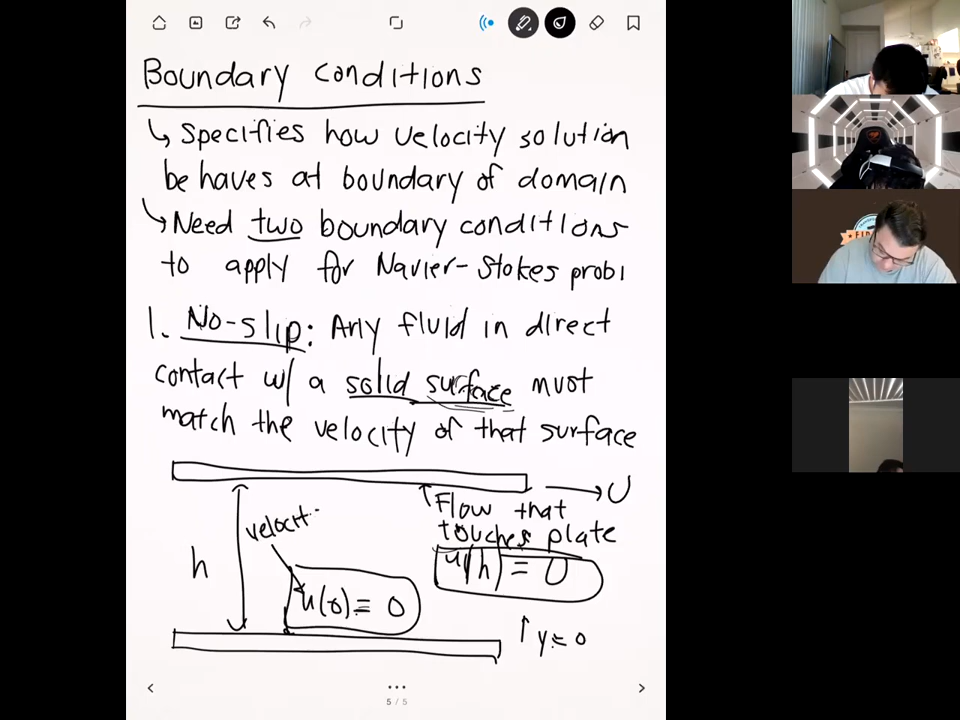 Boundary conditions
↳ specifies how velocity solution
behaves at boundary of domain
↳ Need two boundary conditions
to apply for Navier-Stokes probl
1. No-slip: Any fluid in direct
contact w/ a solid surface must
match the velocity of that surface
→ U
↑ Flow that
touches plate
velocit
h
u(h) = 0
u(0) = 0
↑ y = 0
5 / 5